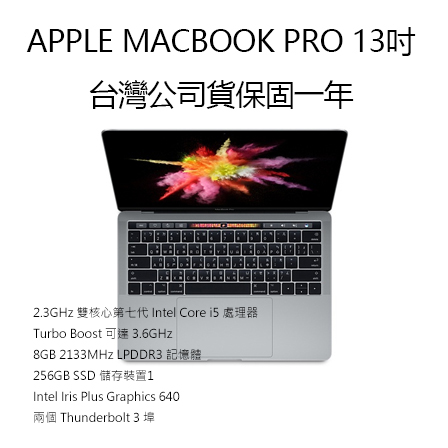 APPLE MACBOOK PRO 13吋
台灣公司貨保固一年
2.3GHz 雙核心第七代 Intel Core i5 處理器
Turbo Boost 可達 3.6GHz
8GB 2133MHz LPDDR3 記憶體
256GB SSD 儲存裝置1
Intel Iris Plus Graphics 640
兩個 Thunderbolt 3 埠